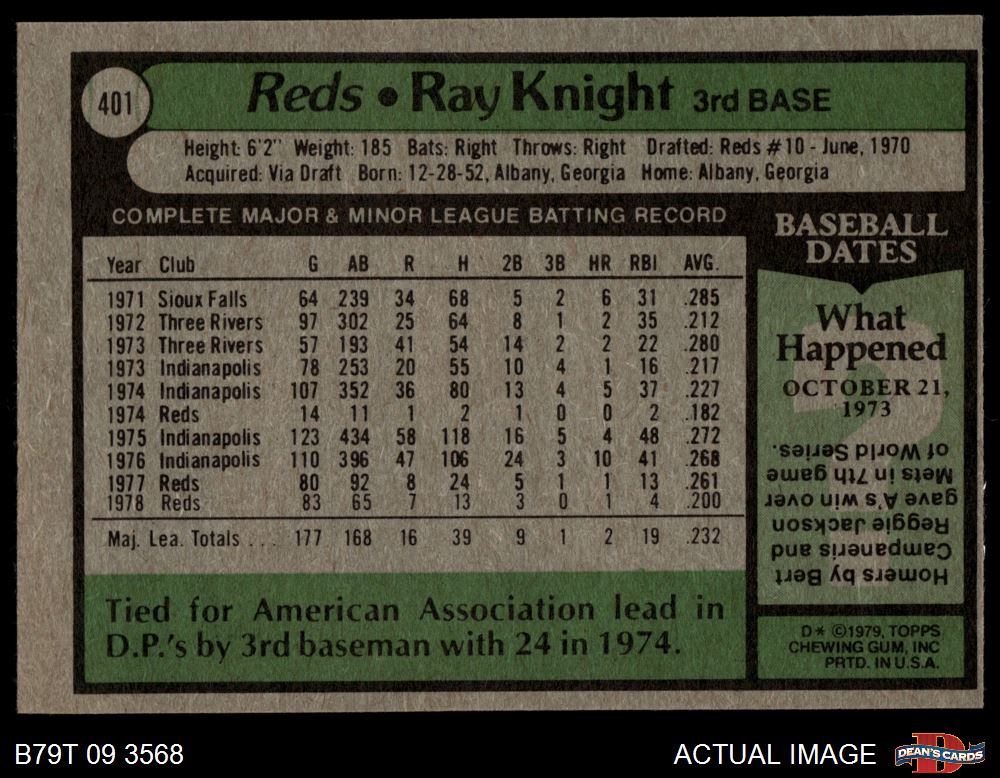 401
Reds • Ray Knight 3rd BASE
Height: 6'2" Weight: 185 Bats: Right Throws: Right Drafted: Reds #10 - June, 1970
Acquired: Via Draft Born: 12-28-52, Albany, Georgia Home: Albany, Georgia
COMPLETE MAJOR & MINOR LEAGUE BATTING RECORD
Year Club G AB R H 2B 3B HR RBI AVG.
1971 Sioux Falls 64 239 34 68 5 2 6 31 .285
1972 Three Rivers 97 302 25 64 8 1 2 35 .212
1973 Three Rivers 57 193 41 54 14 2 2 22 .280
1973 Indianapolis 78 253 20 55 10 4 1 16 .217
1974 Indianapolis 107 352 36 80 13 4 5 37 .227
1974 Reds 14 11 1 2 1 0 0 2 .182
1975 Indianapolis 123 434 58 118 16 5 4 48 .272
1976 Indianapolis 110 396 47 106 24 3 10 41 .268
1977 Reds 80 92 8 24 5 1 1 13 .261
1978 Reds 83 65 7 13 3 0 1 4 .200
Maj. Lea. Totals . . . 177 168 16 39 9 1 2 19 .232
Tied for American Association lead in
D.P.'s by 3rd baseman with 24 in 1974.
BASEBALL
DATES
What
Happened
OCTOBER 21,
1973
Homers by Bert
Campaneris and
Reggie Jackson
gave A's win over
Mets in 7th game
of World Series.
D* ©1979, TOPPS
CHEWING GUM, INC
PRTD. IN U.S.A.
B79T 09 3568
ACTUAL IMAGE
DEAN'S CARDS